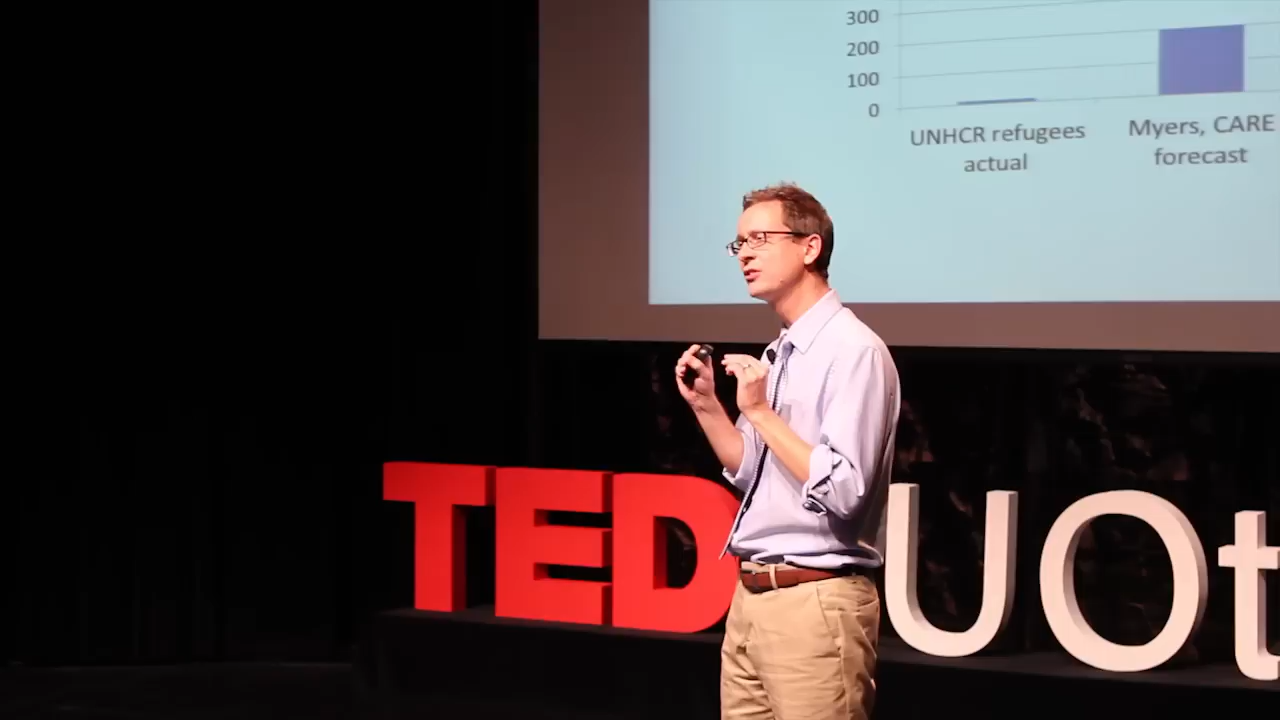 300
200
100
0
UNHCR refugees
actual
Myers, CARE
forecast
TED UOt